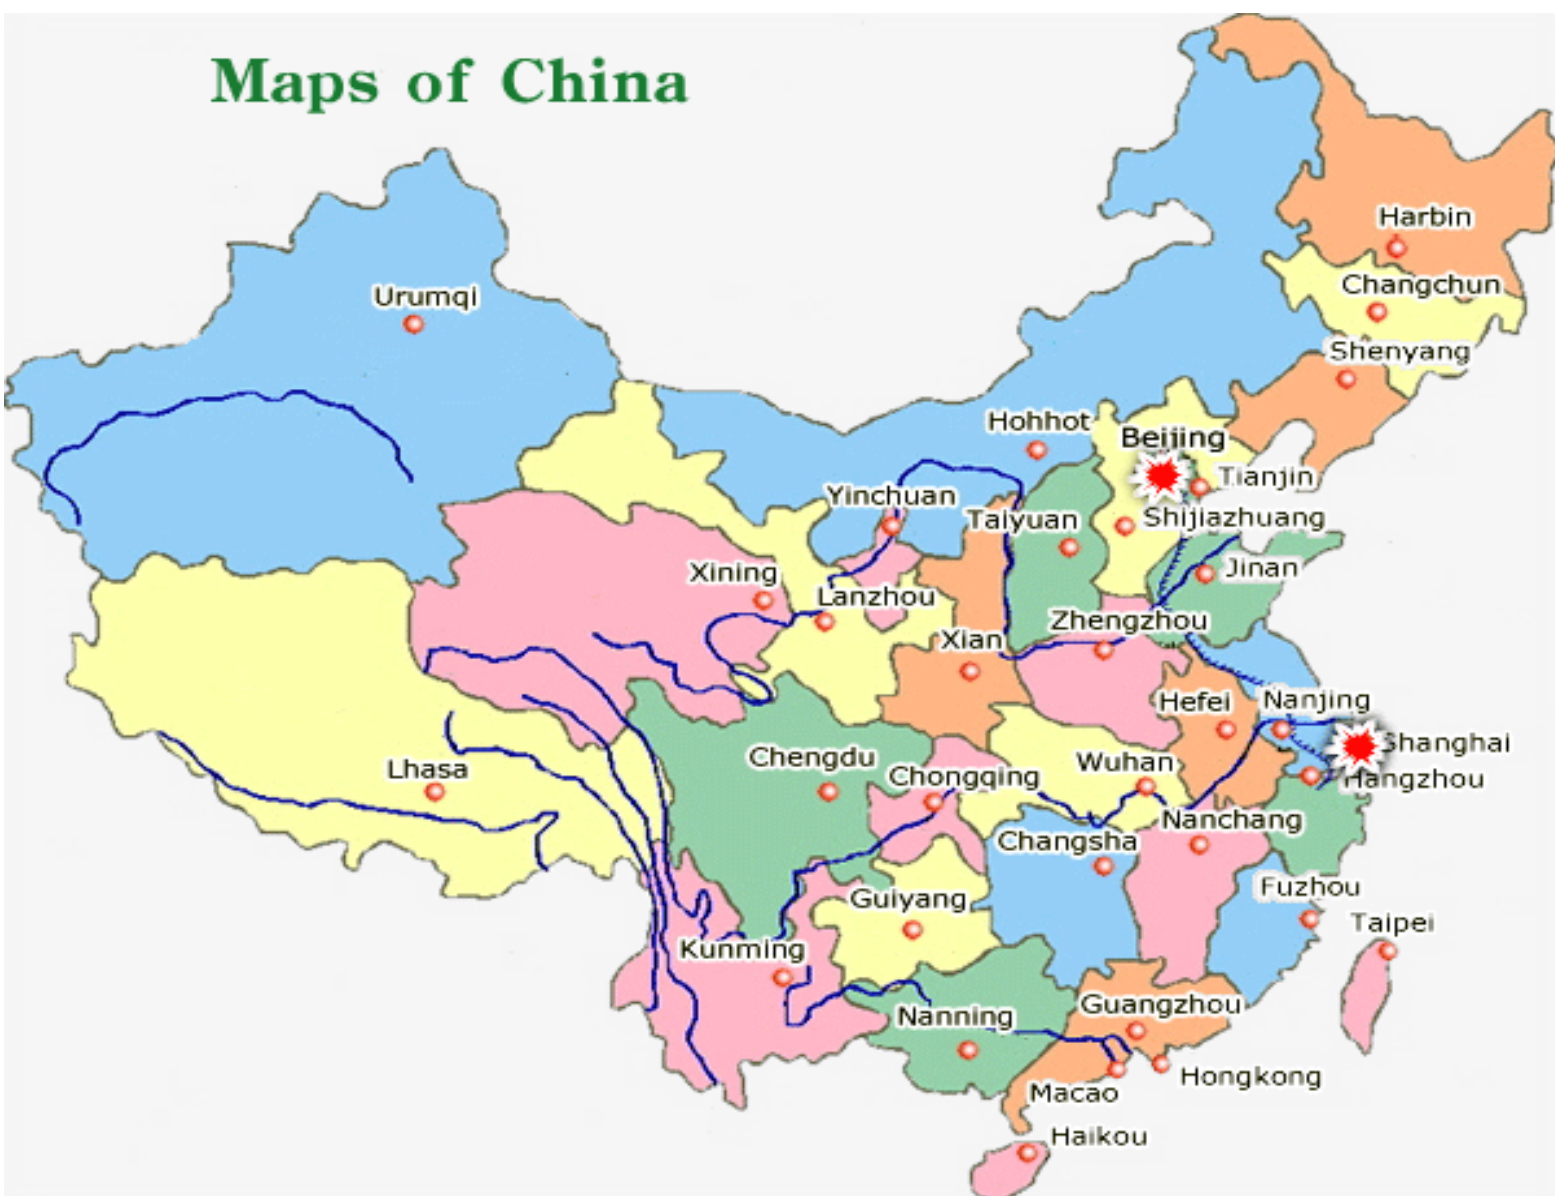 Maps of China
Harbin
Changchun
Urumqi
Shenyang
Hohhot
Beijing
Tianjin
Yinchuan
Taiyuan
Shijiazhuang
Jinan
Xining
Lanzhou
Zhengzhou
Xian
Hefei
Nanjing
Shanghai
Lhasa
Chengdu
Chongqing
Wuhan
Hangzhou
Nanchang
Changsha
Guiyang
Fuzhou
Taipei
Kunming
Guangzhou
Nanning
Hongkong
Macao
Haikou